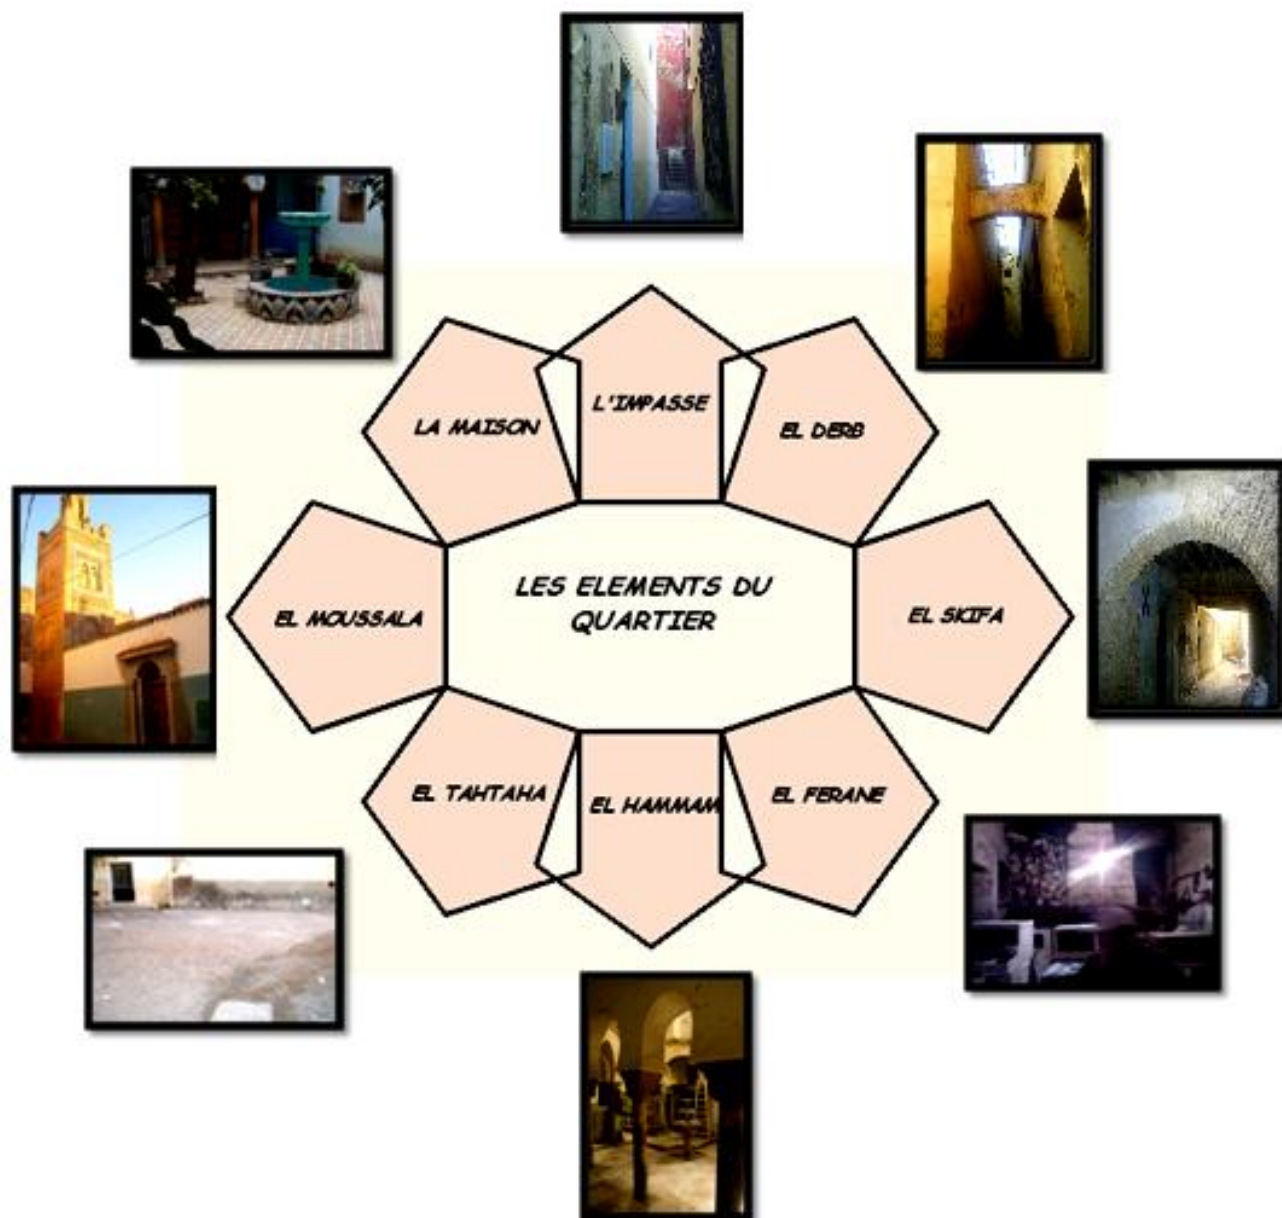 L'IMPASSE
LA MAISON
EL DERB
LES ELEMENTS DU
QUARTIER
EL MOUSSALA
EL SKIFA
EL TAHTAHA
EL HAMMAM
EL FERANE